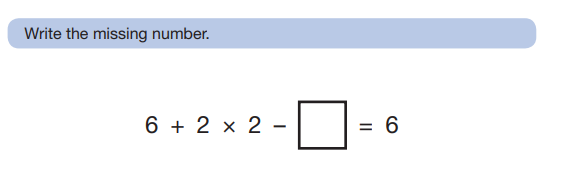 Write the missing number.
6 + 2 × 2 − = 6